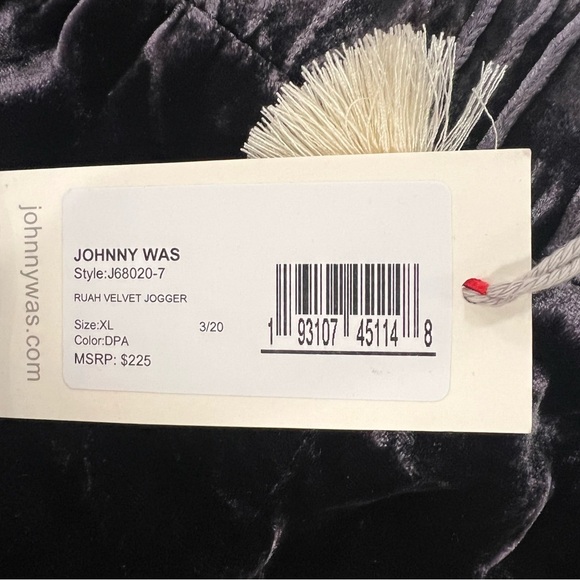 johnnywas.com
JOHNNY WAS
Style:J68020-7
RUAH VELVET JOGGER
Size:XL 3/20
Color:DPA
MSRP: $225
1 93107 45114 8